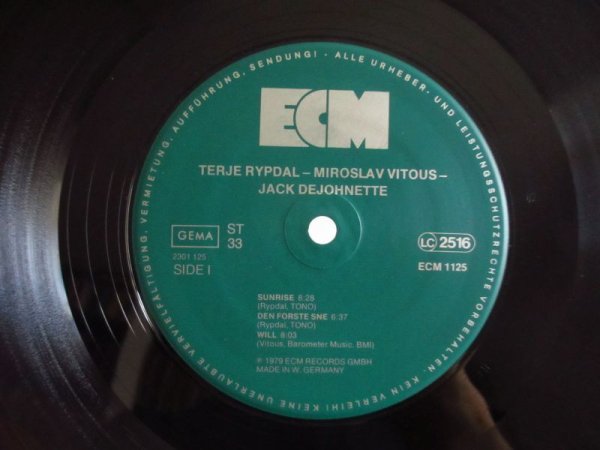 ECM
TERJE RYPDAL – MIROSLAV VITOUS –
JACK DEJOHNETTE
GEMA
ST
33
LC 2516
2301 125
SIDE I
ECM 1125
SUNRISE 8:28
(Rypdal, TONO)
DEN FORSTE SNE 6:37
(Rypdal, TONO)
WILL 8:03
(Vitous, Barometer Music, BMI)
℗ 1979 ECM RECORDS GMBH
MADE IN W. GERMANY
ALLE URHEBER- UND LEISTUNGSSCHUTZRECHTE VORBEHALTEN · KEIN VERLEIH! KEINE UNERLAUBTE VERVIELFÄLTIGUNG, VERMIETUNG, AUFFÜHRUNG, SENDUNG! ·